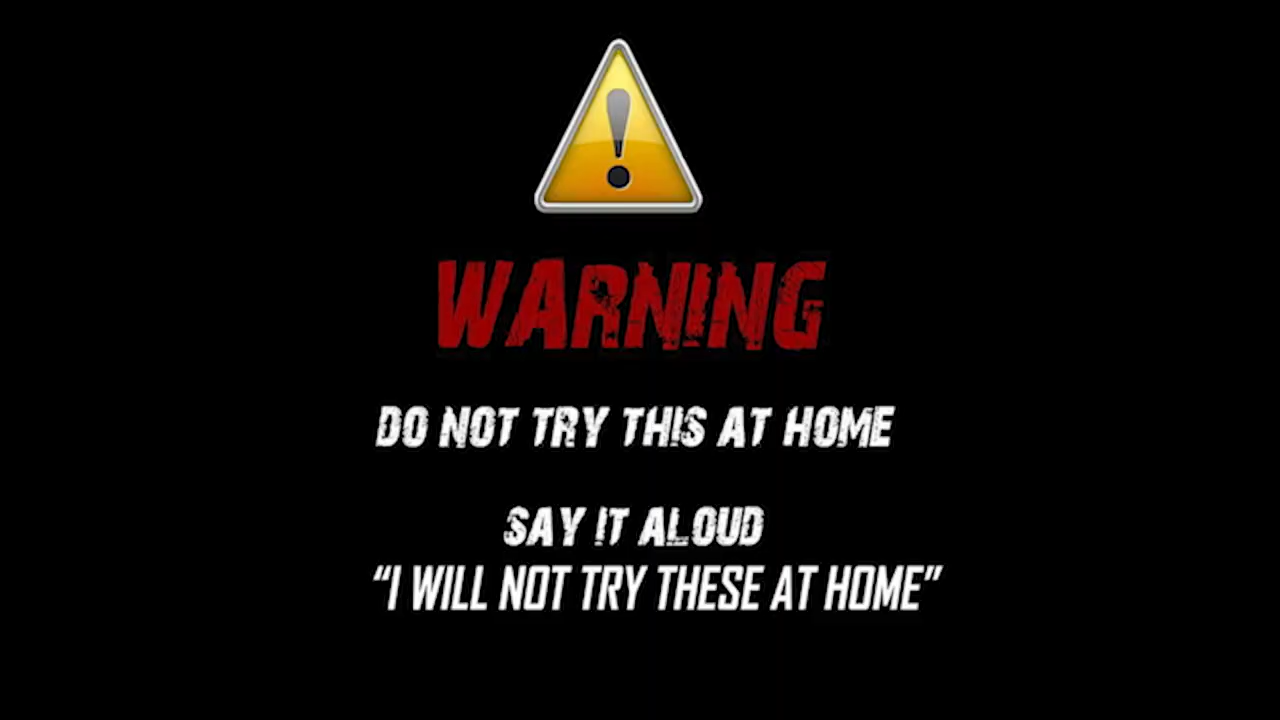 WARNING
DO NOT TRY THIS AT HOME
SAY IT ALOUD
“I WILL NOT TRY THESE AT HOME”